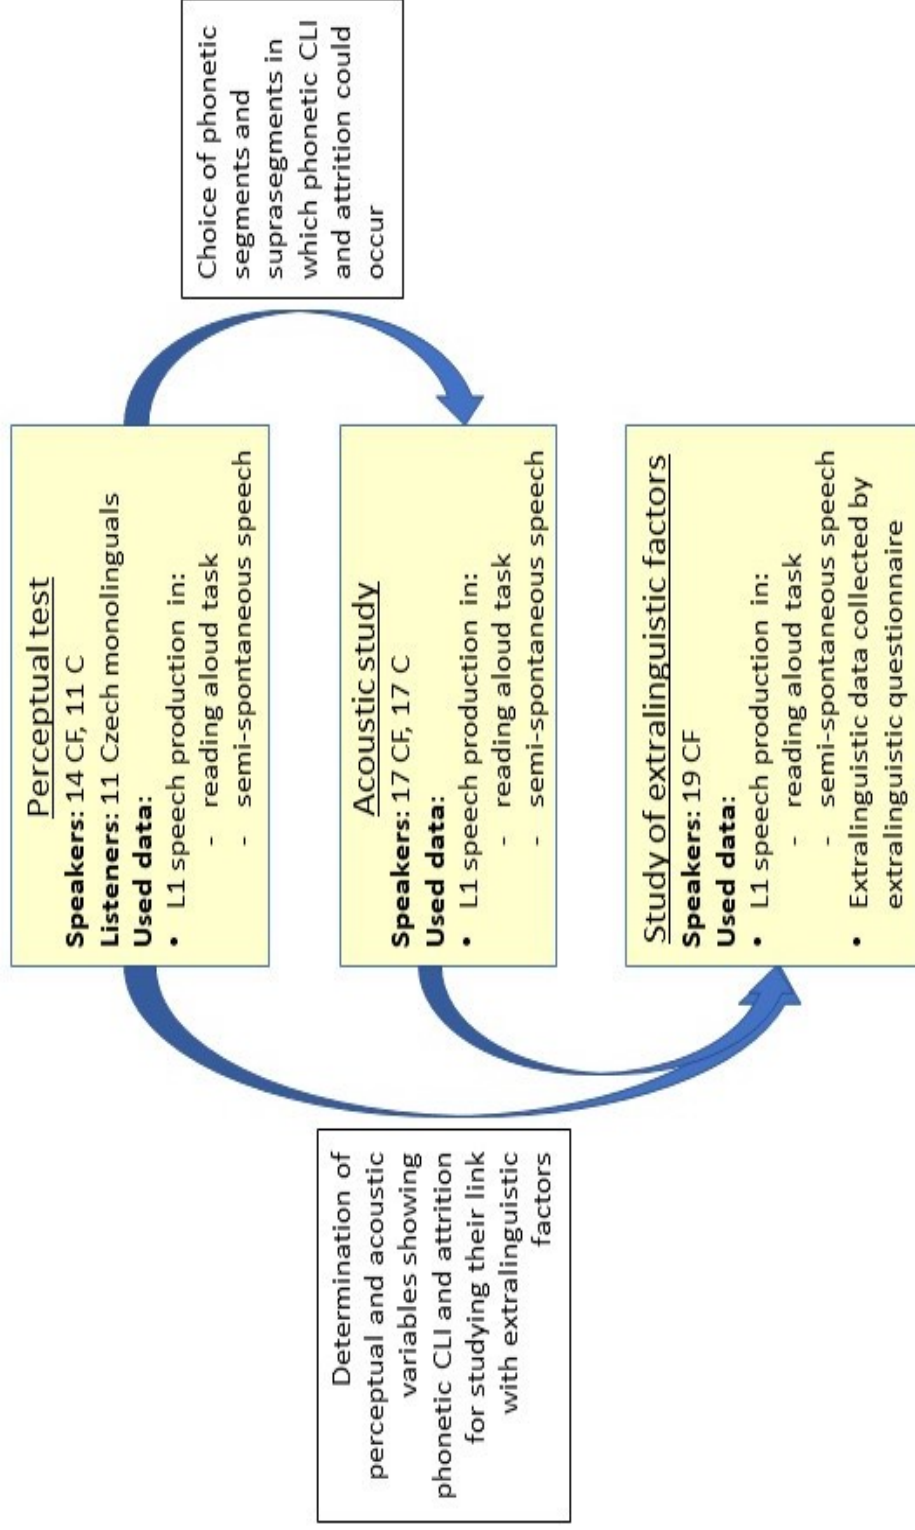 Perceptual test
Speakers: 14 CF, 11 C
Listeners: 11 Czech monolinguals
Used data:
• L1 speech production in:
- reading aloud task
- semi-spontaneous speech
Choice of phonetic
segments and
suprasegments in
which phonetic CLI
and attrition could
occur
Acoustic study
Speakers: 17 CF, 17 C
Used data:
• L1 speech production in:
- reading aloud task
- semi-spontaneous speech
Determination of
perceptual and acoustic
variables showing
phonetic CLI and attrition
for studying their link
with extralinguistic
factors
Study of extralinguistic factors
Speakers: 19 CF
Used data:
• L1 speech production in:
- reading aloud task
- semi-spontaneous speech
• Extralinguistic data collected by
extralinguistic questionnaire